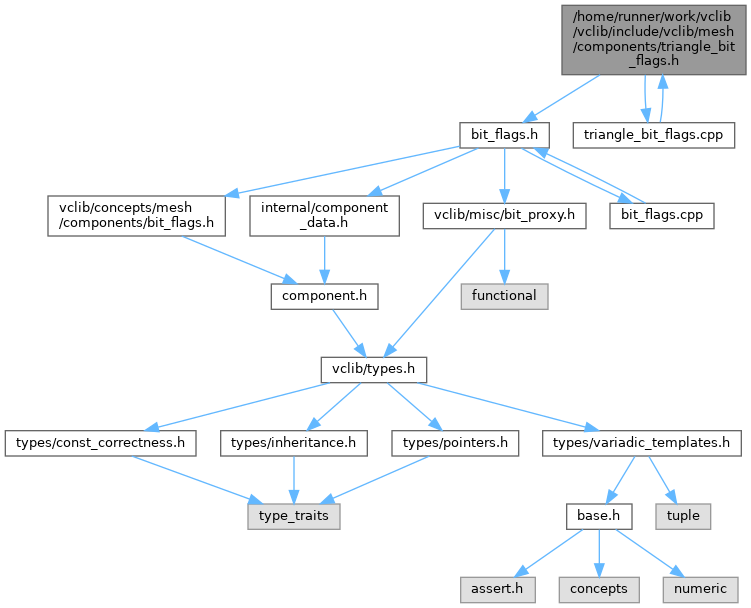 /home/runner/work/vclib
/vclib/include/vclib/mesh
/components/triangle_bit
_flags.h
bit_flags.h
triangle_bit_flags.cpp
vclib/concepts/mesh
/components/bit_flags.h
internal/component
_data.h
vclib/misc/bit_proxy.h
bit_flags.cpp
component.h
functional
vclib/types.h
types/const_correctness.h
types/inheritance.h
types/pointers.h
types/variadic_templates.h
type_traits
base.h
tuple
assert.h
concepts
numeric